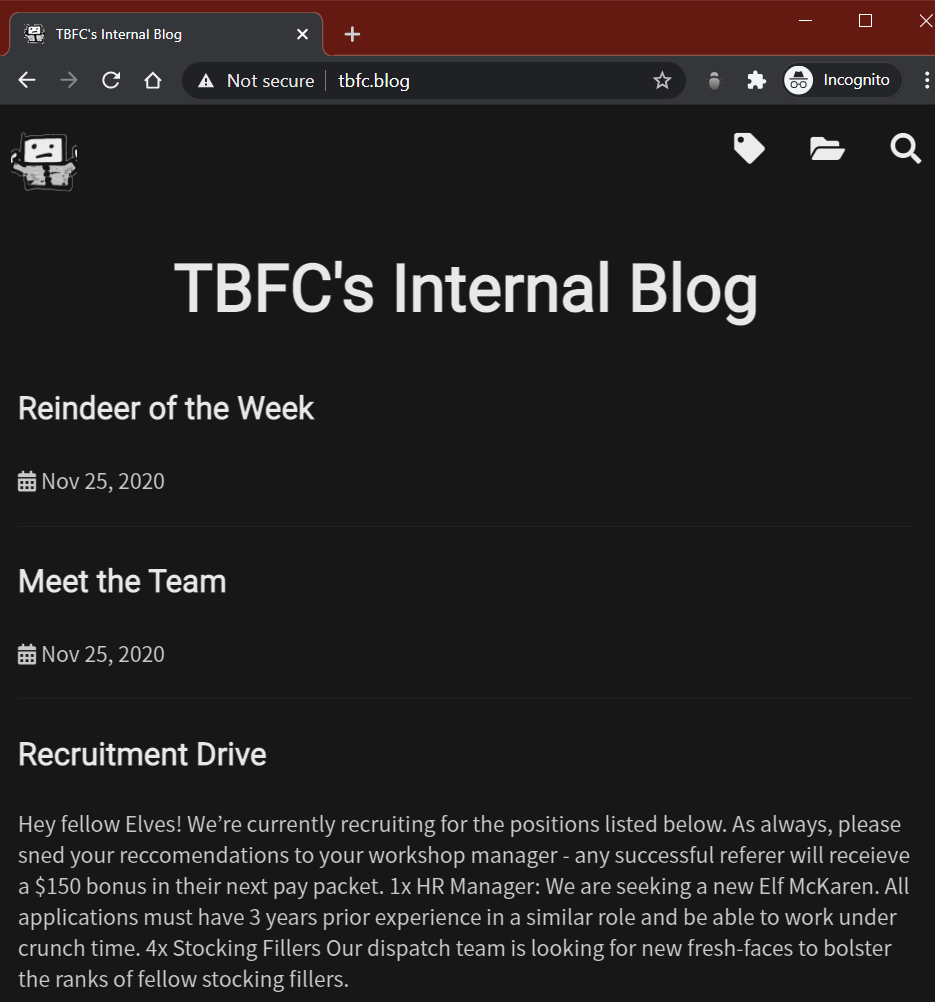 TBFC's Internal Blog
Not secure
tbfc.blog
Incognito
TBFC's Internal Blog
Reindeer of the Week
Nov 25, 2020
Meet the Team
Nov 25, 2020
Recruitment Drive
Hey fellow Elves! We’re currently recruiting for the positions listed below. As always, please
sned your reccomendations to your workshop manager - any successful referer will receieve
a $150 bonus in their next pay packet. 1x HR Manager: We are seeking a new Elf McKaren. All
applications must have 3 years prior experience in a similar role and be able to work under
crunch time. 4x Stocking Fillers Our dispatch team is looking for new fresh-faces to bolster
the ranks of fellow stocking fillers.